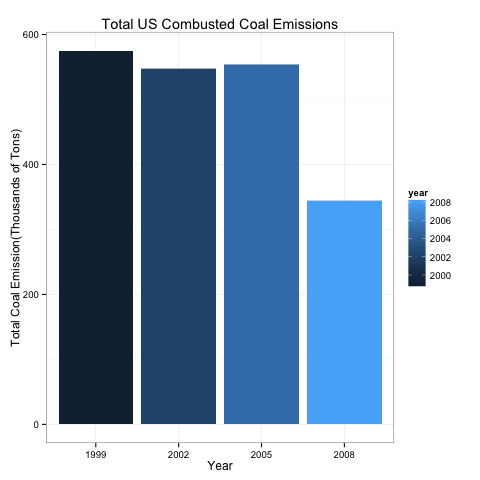 Total US Combusted Coal Emissions
600
400
200
0
Total Coal Emission(Thousands of Tons)
1999 2002 2005 2008
Year
year
2008
2006
2004
2002
2000